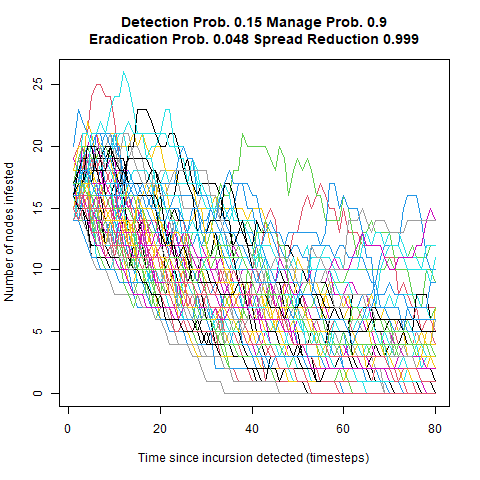 Detection Prob. 0.15 Manage Prob. 0.9
Eradication Prob. 0.048 Spread Reduction 0.999
Number of nodes infested
25
20
15
10
5
0
0
20
40
60
80
Time since incursion detected (timesteps)